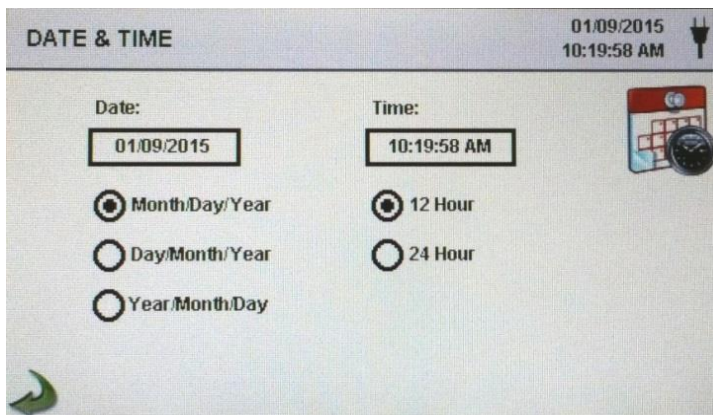 DATE & TIME
01/09/2015
10:19:58 AM
Date:
01/09/2015
Month/Day/Year
Day/Month/Year
Year/Month/Day
Time:
10:19:58 AM
12 Hour
24 Hour